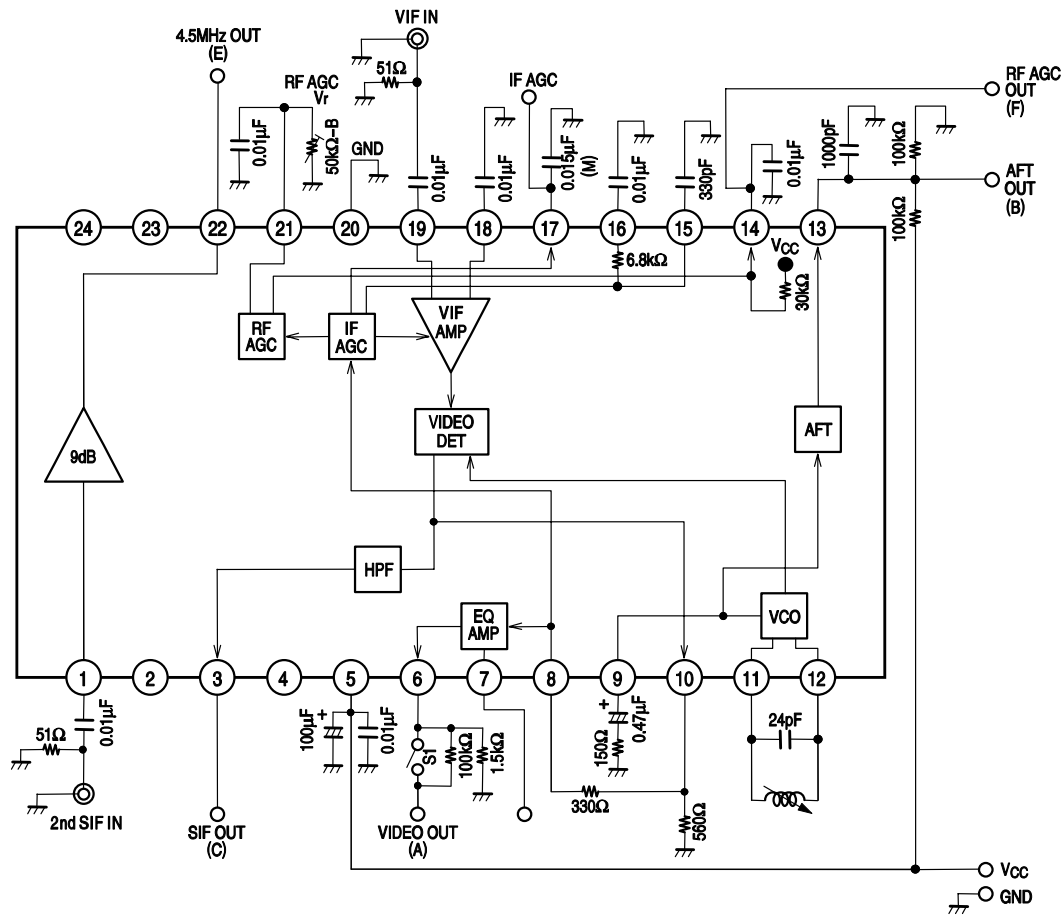 VIF IN
4.5MHz OUT
(E)
51Ω
RF AGC
Vr
IF AGC
RF AGC
OUT
(F)
0.01μF
50kΩ-B
GND
0.01μF
0.01μF
0.015μF
(M)
0.01μF
330pF
0.01μF
1000pF
100kΩ
AFT
OUT
(B)
100kΩ
24
23
22
21
20
19
18
17
16
15
14
13
6.8kΩ
VCC
30kΩ
RF
AGC
IF
AGC
VIF
AMP
VIDEO
DET
AFT
9dB
HPF
EQ
AMP
VCO
1
2
3
4
5
6
7
8
9
10
11
12
0.01μF
51Ω
2nd SIF IN
SIF OUT
(C)
100μF
+
0.01μF
S1
100kΩ
1.5kΩ
VIDEO OUT
(A)
330Ω
+
0.47μF
150Ω
560Ω
24pF
VCC
GND